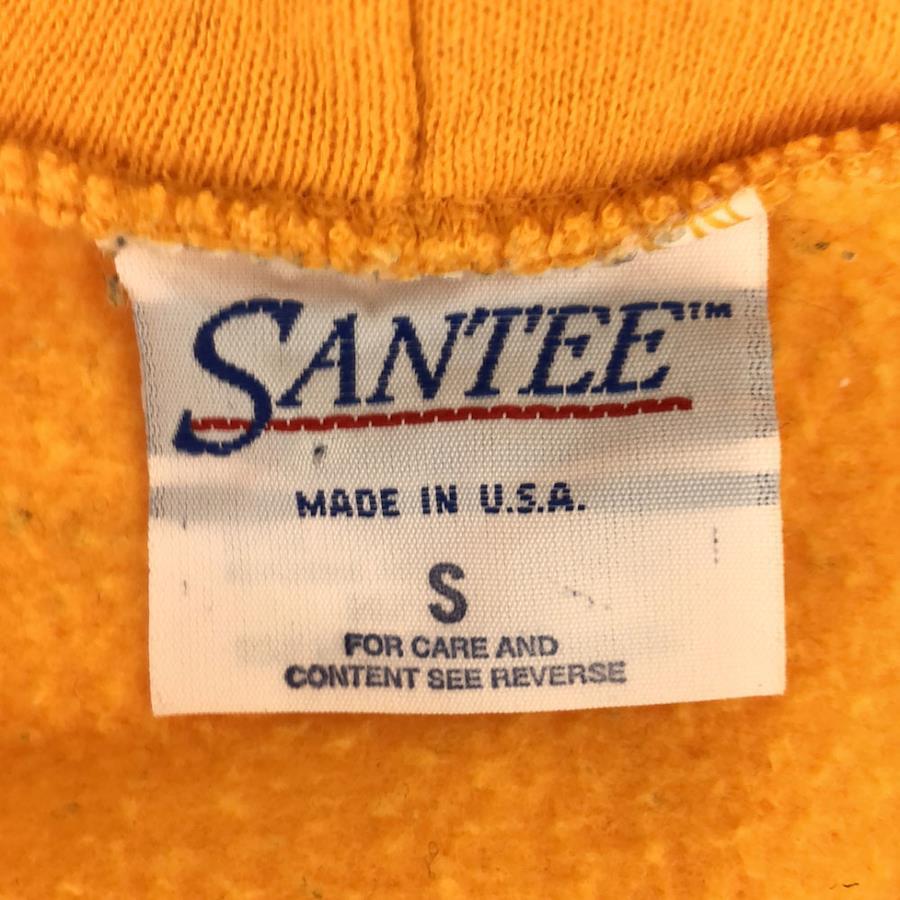 SANTEE™
MADE IN U.S.A.
S
FOR CARE AND
CONTENT SEE REVERSE